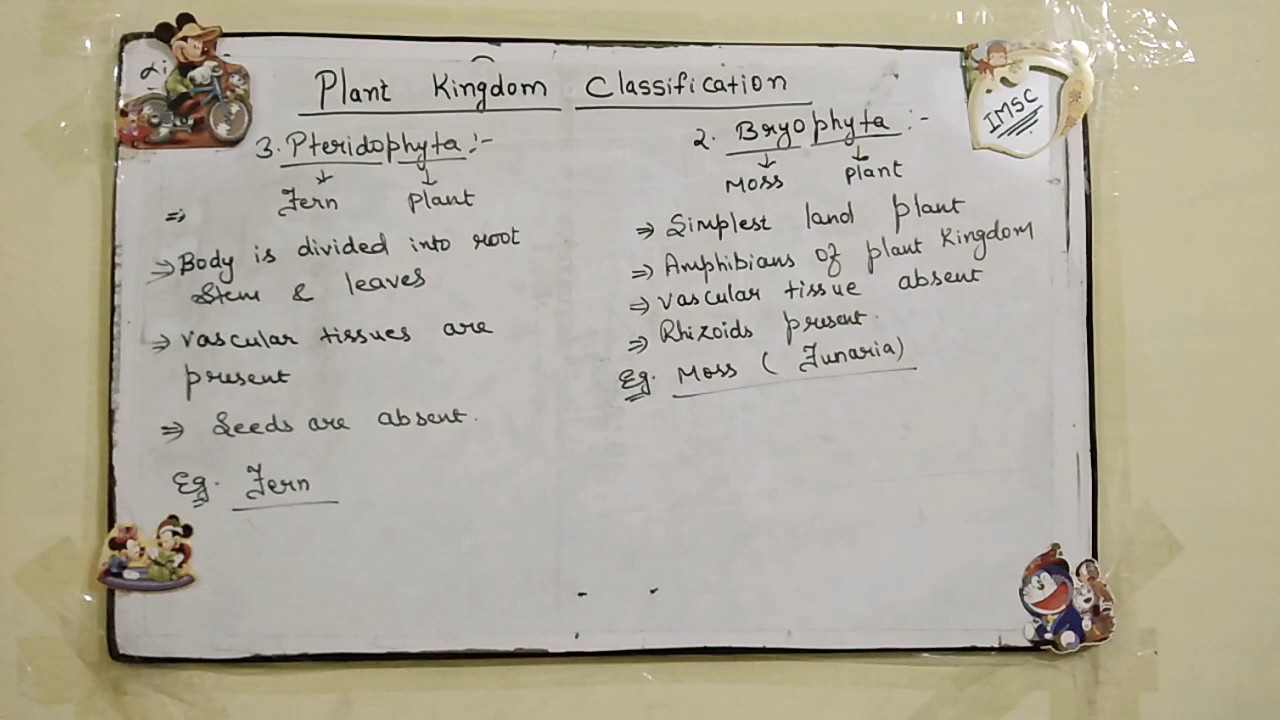 Plant Kingdom Classification
IMSC
3. Pteridophyta :-
Fern plant
⇒
⇒ Body is divided into root
stem & leaves
⇒ vascular tissues are
present
⇒ Seeds are absent.
Eg. Fern
2. Bryophyta :-
Moss plant
⇒ Simplest land plant
⇒ Amphibians of plant Kingdom
⇒ vascular tissue absent
⇒ Rhizoids present.
Eg. Moss ( Funaria)